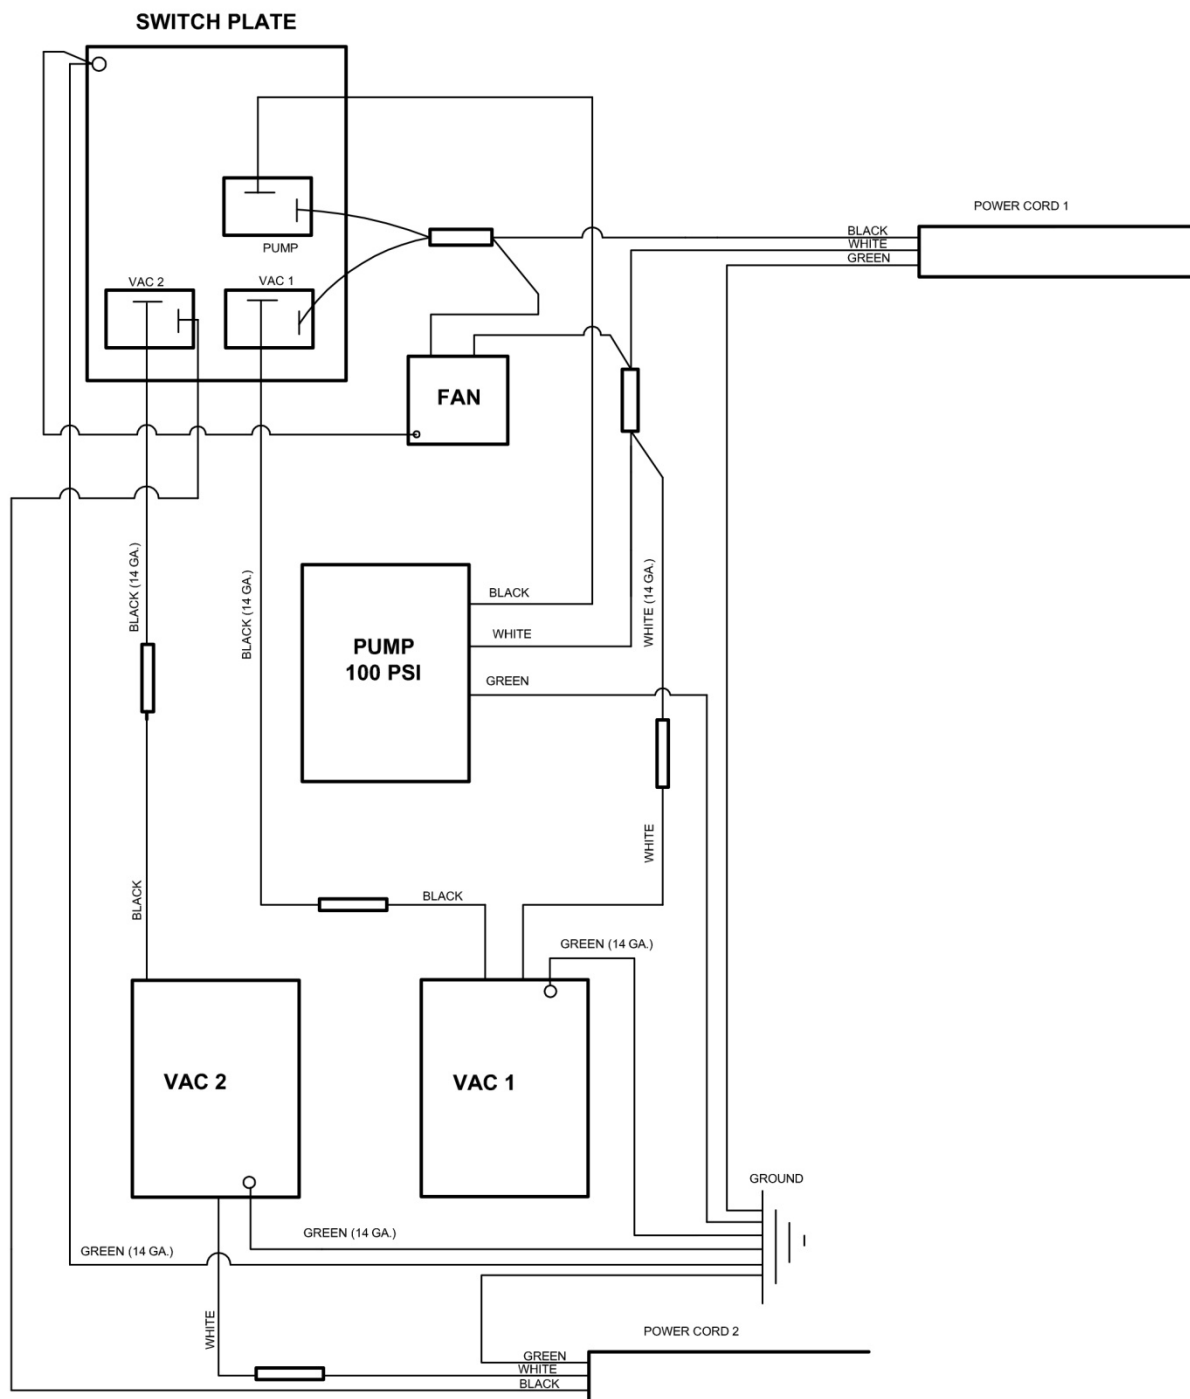 SWITCH PLATE
POWER CORD 1
BLACK
WHITE
GREEN
PUMP
VAC 2
VAC 1
FAN
BLACK (14 GA.)
BLACK (14 GA.)
WHITE (14 GA.)
BLACK
WHITE
GREEN
PUMP
100 PSI
WHITE
BLACK
BLACK
GREEN (14 GA.)
VAC 2
VAC 1
GROUND
GREEN (14 GA.)
GREEN (14 GA.)
WHITE
POWER CORD 2
GREEN
WHITE
BLACK